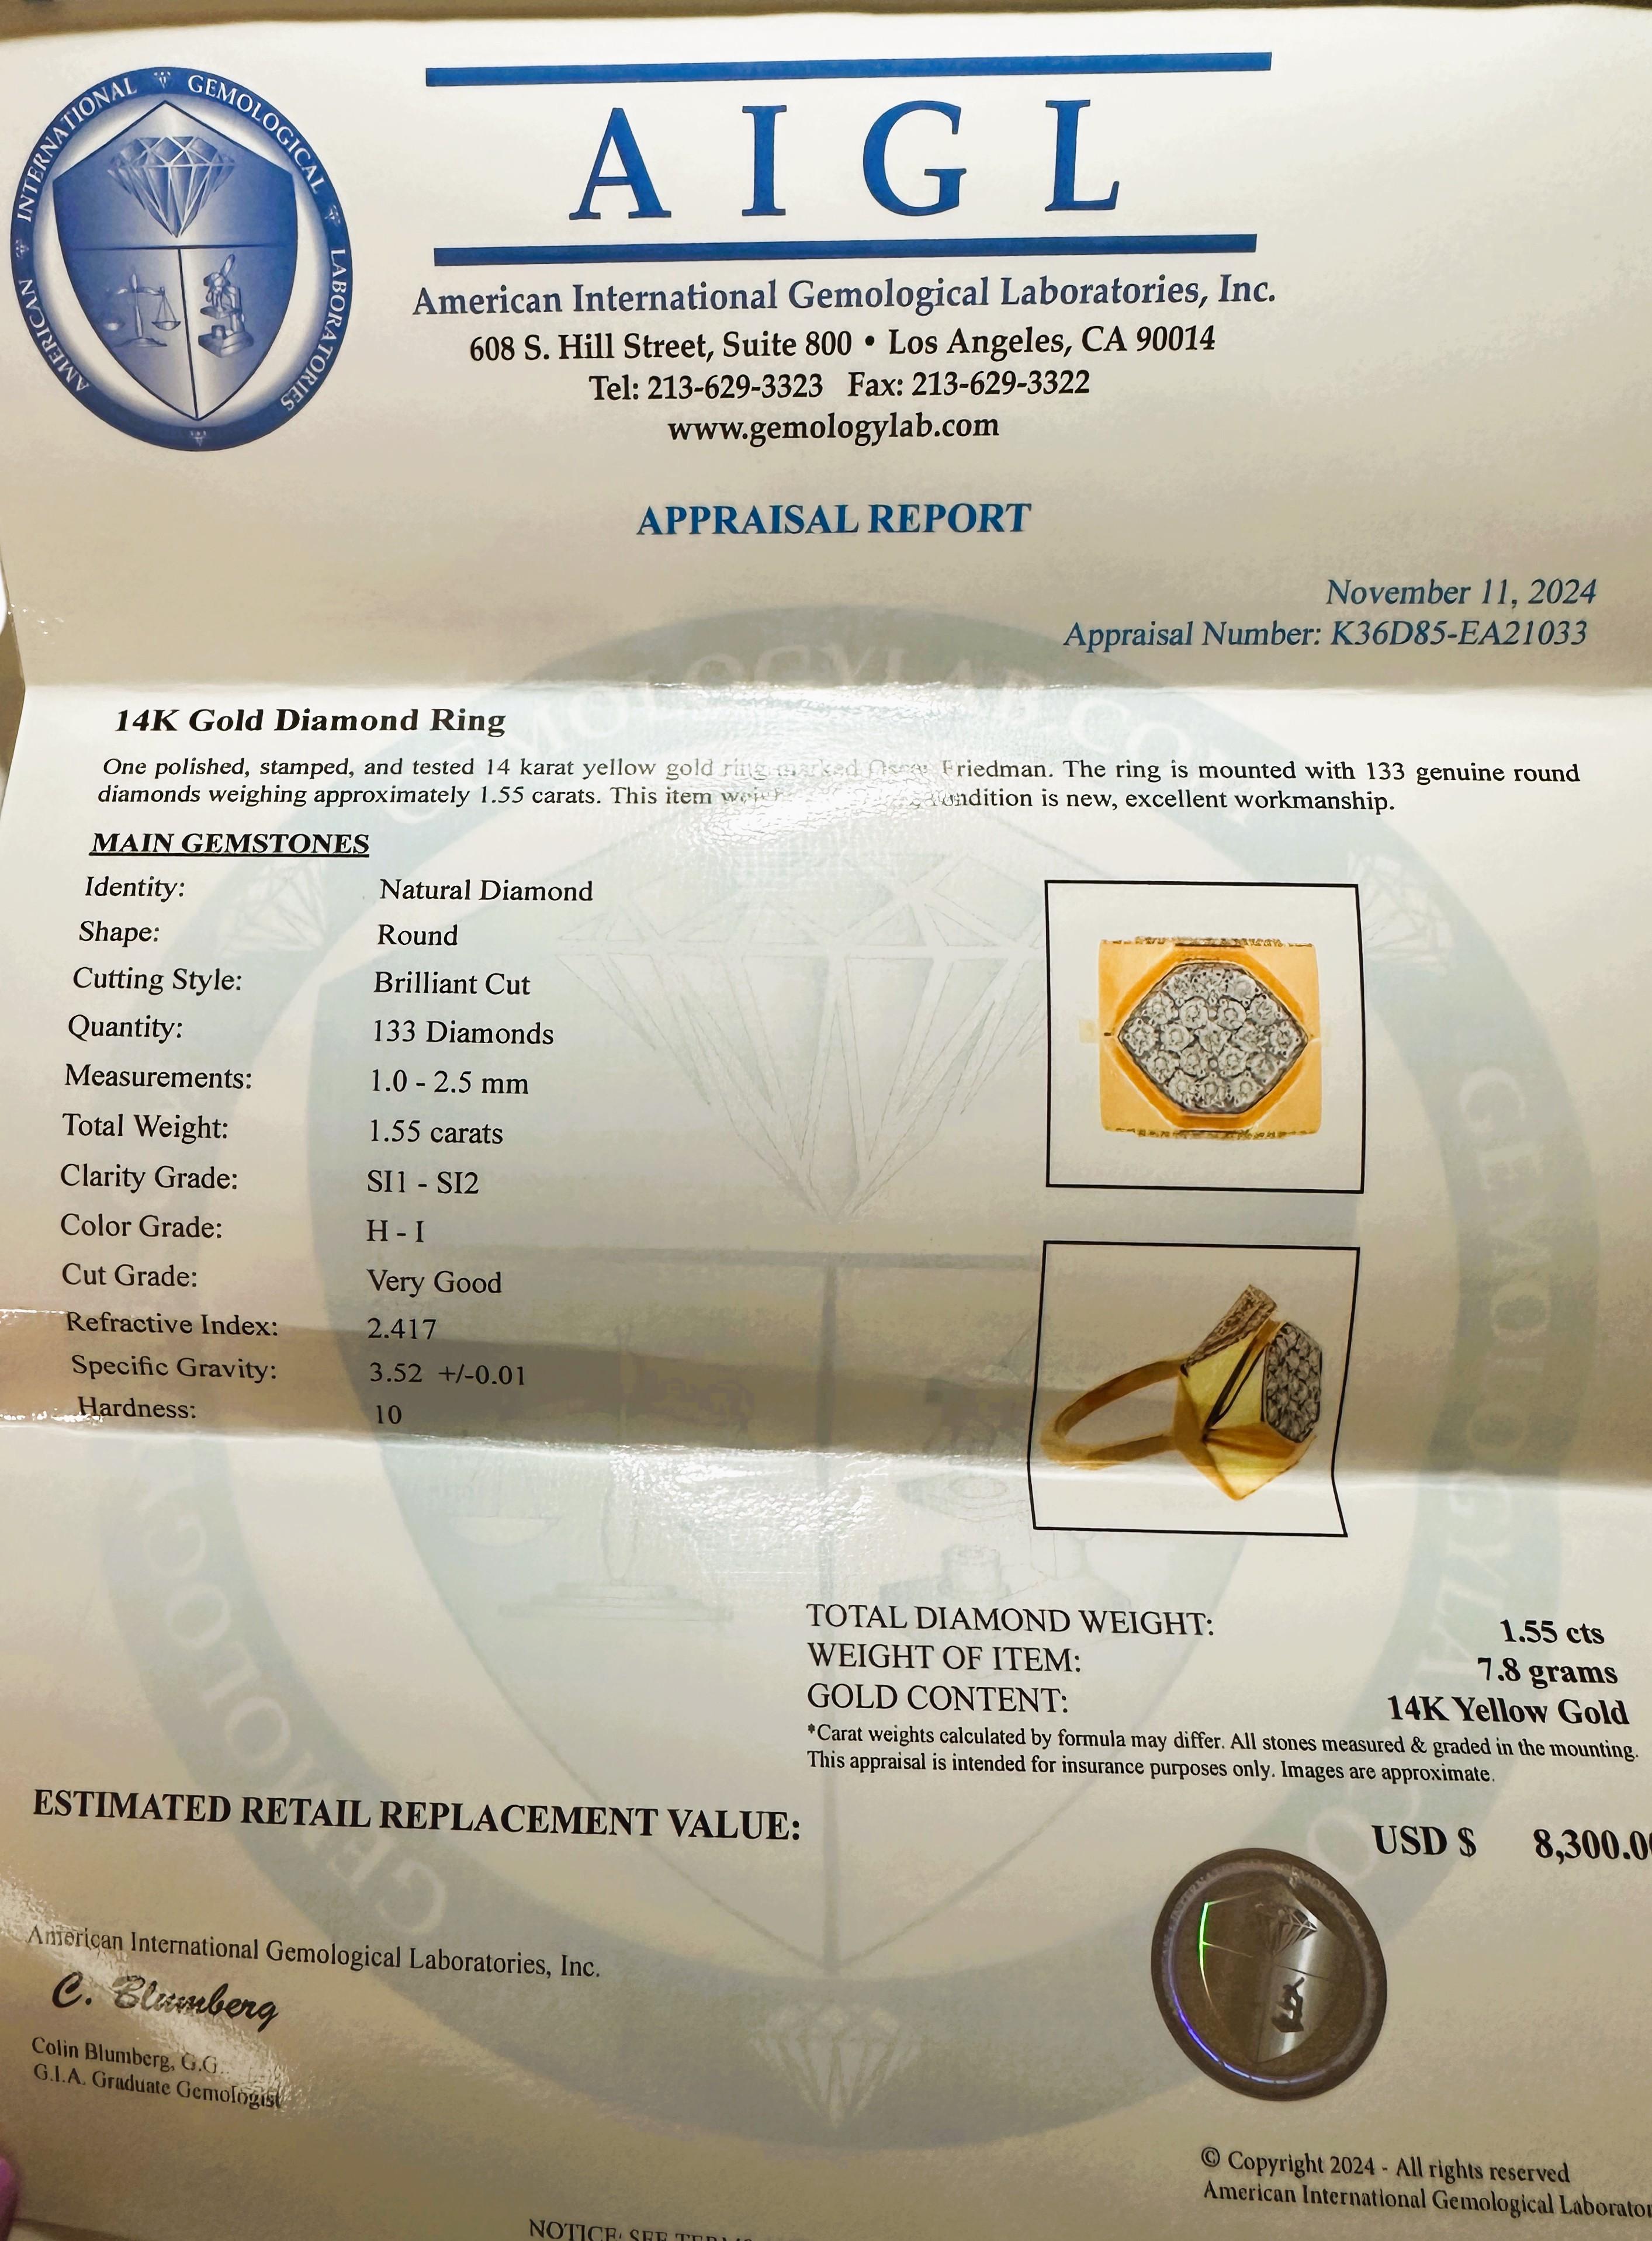 AMERICAN INTERNATIONAL GEMOLOGICAL LABORATORIES
A I G L
American International Gemological Laboratories, Inc.
608 S. Hill Street, Suite 800 • Los Angeles, CA 90014
Tel: 213-629-3323 Fax: 213-629-3322
www.gemologylab.com
APPRAISAL REPORT
November 11, 2024
Appraisal Number: K36D85-EA21033
14K Gold Diamond Ring
One polished, stamped, and tested 14 karat yellow gold ring marked Friedman. The ring is mounted with 133 genuine round
diamonds weighing approximately 1.55 carats. This item condition is new, excellent workmanship.
MAIN GEMSTONES
Identity: Natural Diamond
Shape: Round
Cutting Style: Brilliant Cut
Quantity: 133 Diamonds
Measurements: 1.0 - 2.5 mm
Total Weight: 1.55 carats
Clarity Grade: SI1 - SI2
Color Grade: H - I
Cut Grade: Very Good
Refractive Index: 2.417
Specific Gravity: 3.52 +/-0.01
Hardness: 10
TOTAL DIAMOND WEIGHT: 1.55 cts
WEIGHT OF ITEM: 7.8 grams
GOLD CONTENT: 14K Yellow Gold
*Carat weights calculated by formula may differ. All stones measured & graded in the mounting.
This appraisal is intended for insurance purposes only. Images are approximate.
ESTIMATED RETAIL REPLACEMENT VALUE: USD $ 8,300.0
American International Gemological Laboratories, Inc.
C. Blumberg
Colin Blumberg, G.G.
G.I.A. Graduate Gemologist
© Copyright 2024 - All rights reserved
American International Gemological Laborator
NOTICE: SEE